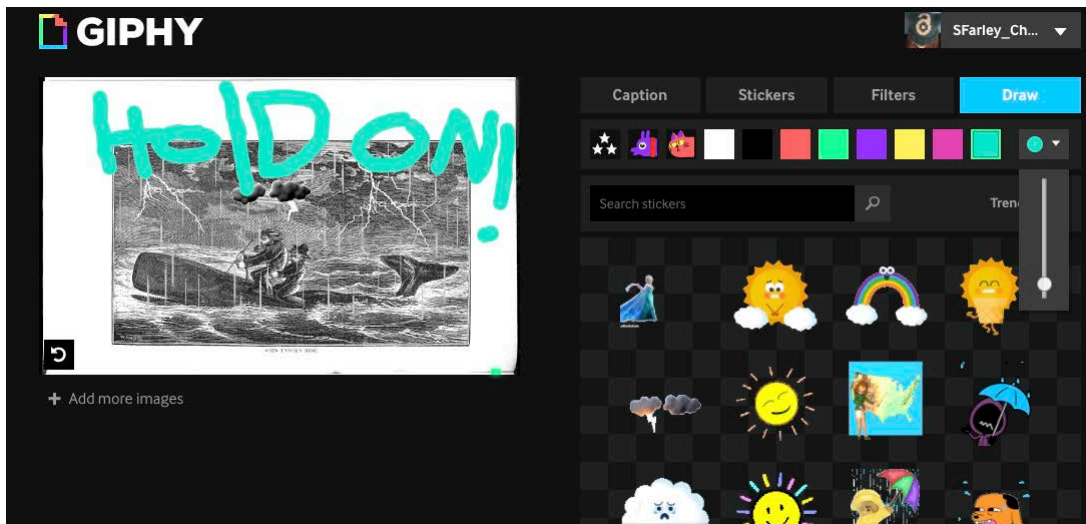 GIPHY
SFarley_Ch...
HolD oN!
Caption
Stickers
Filters
Draw
Search stickers
Tren
Add more images